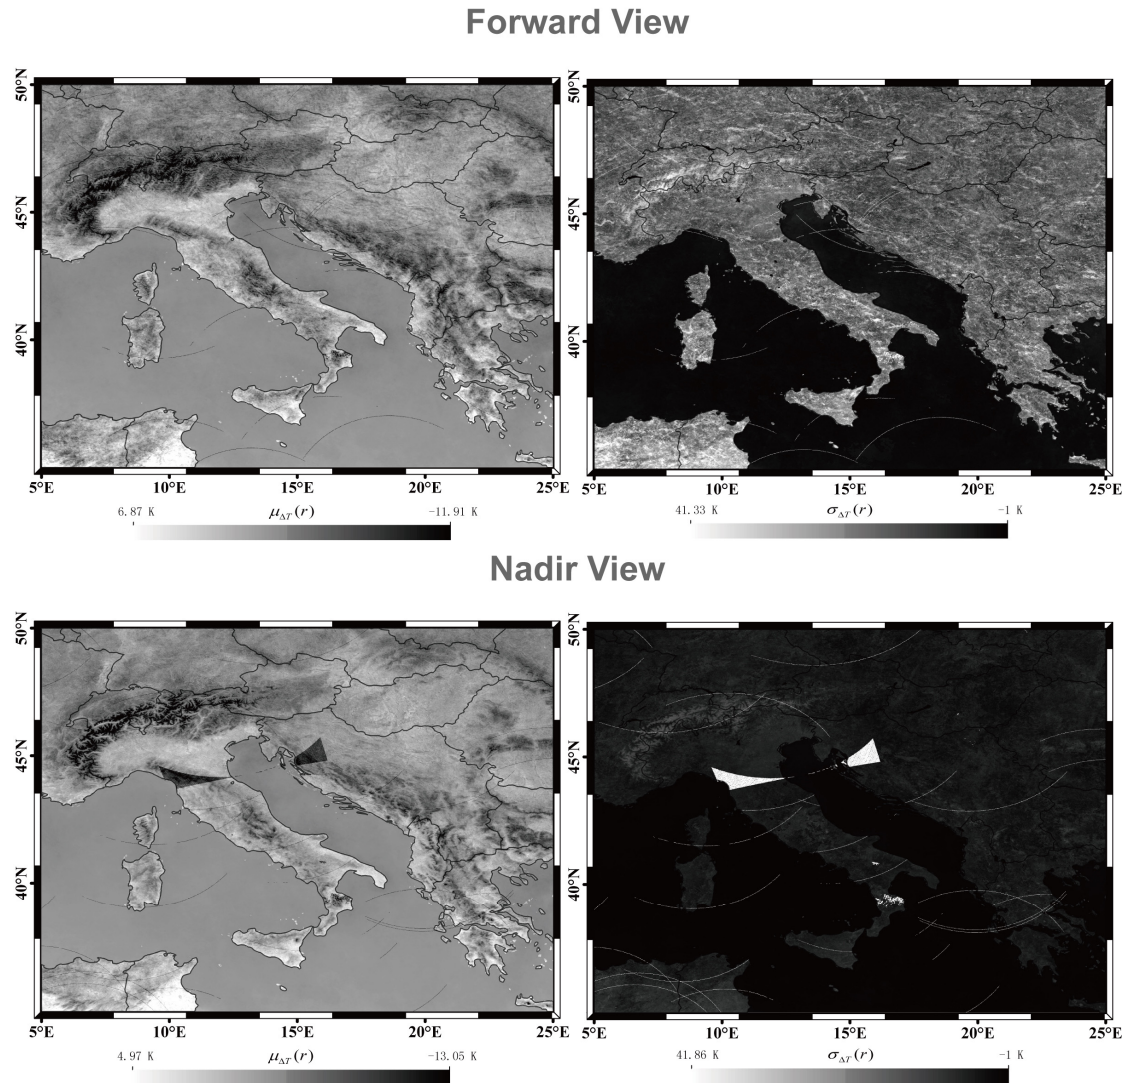 Forward View
50°N
45°N
40°N
5°E 10°E 15°E 20°E 25°E
6.87 K μΔT(r) -11.91 K
50°N
45°N
40°N
5°E 10°E 15°E 20°E 25°E
41.33 K σΔT(r) -1 K
Nadir View
50°N
45°N
40°N
5°E 10°E 15°E 20°E 25°E
4.97 K μΔT(r) -13.05 K
50°N
45°N
40°N
5°E 10°E 15°E 20°E 25°E
41.86 K σΔT(r) -1 K